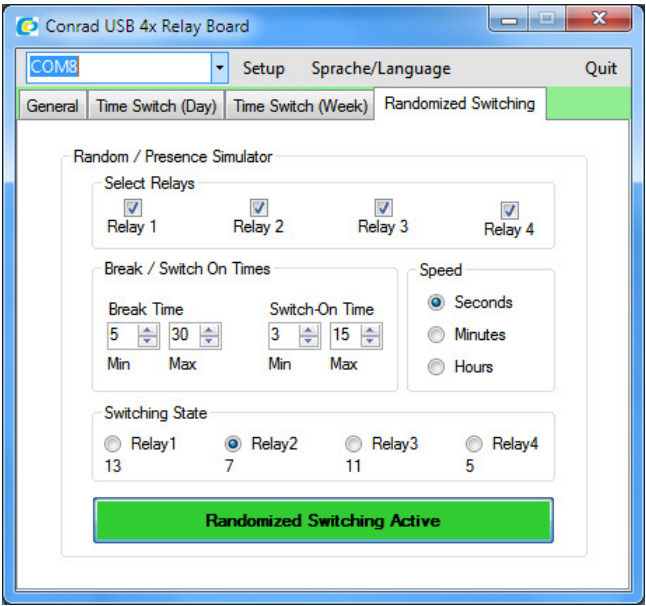 Conrad USB 4x Relay Board
COM8 Setup Sprache/Language Quit
General Time Switch (Day) Time Switch (Week) Randomized Switching
Random / Presence Simulator
Select Relays
Relay 1 Relay 2 Relay 3 Relay 4
Break / Switch On Times Speed
Break Time Switch-On Time Seconds
5 30 3 15 Minutes
Min Max Min Max Hours
Switching State
Relay1 Relay2 Relay3 Relay4
13 7 11 5
Randomized Switching Active